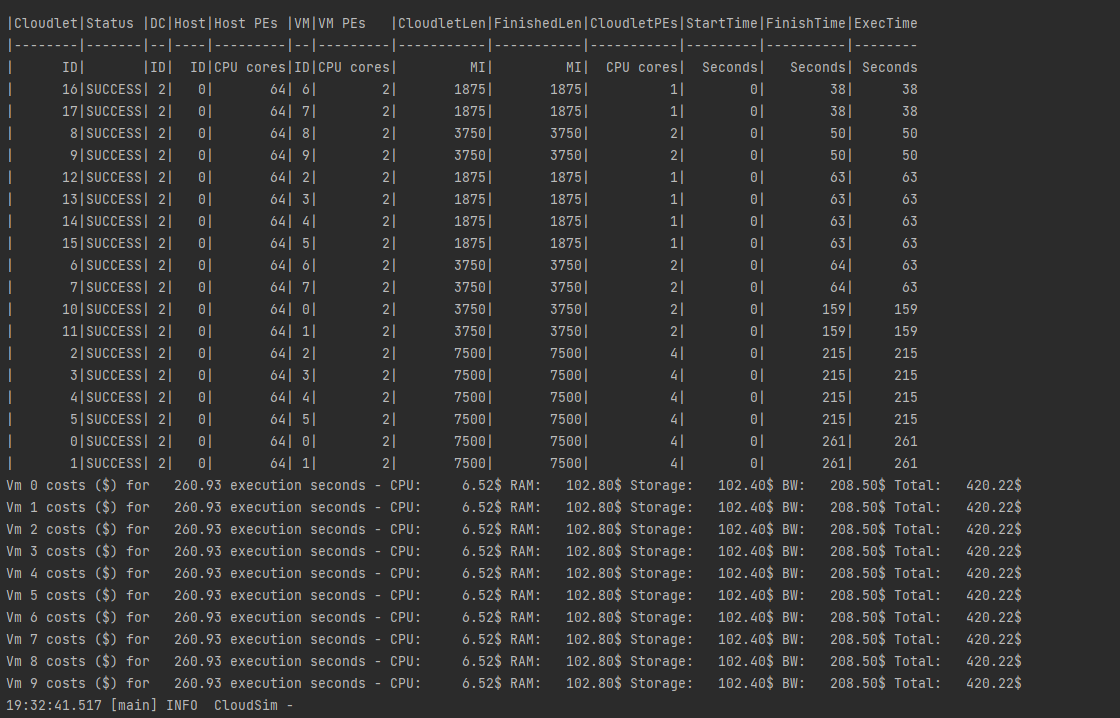 |Cloudlet|Status |DC|Host|Host PEs |VM|VM PEs   |CloudletLen|FinishedLen|CloudletPEs|StartTime|FinishTime|ExecTime
|--------|-------|--|----|---------|--|---------|-----------|-----------|-----------|---------|----------|--------
|      ID|       |ID|  ID|CPU cores|ID|CPU cores|         MI|         MI|  CPU cores|  Seconds|   Seconds| Seconds
|      16|SUCCESS| 2|   0|       64| 6|        2|       1875|       1875|          1|        0|        38|      38
|      17|SUCCESS| 2|   0|       64| 7|        2|       1875|       1875|          1|        0|        38|      38
|       8|SUCCESS| 2|   0|       64| 8|        2|       3750|       3750|          2|        0|        50|      50
|       9|SUCCESS| 2|   0|       64| 9|        2|       3750|       3750|          2|        0|        50|      50
|      12|SUCCESS| 2|   0|       64| 2|        2|       1875|       1875|          1|        0|        63|      63
|      13|SUCCESS| 2|   0|       64| 3|        2|       1875|       1875|          1|        0|        63|      63
|      14|SUCCESS| 2|   0|       64| 4|        2|       1875|       1875|          1|        0|        63|      63
|      15|SUCCESS| 2|   0|       64| 5|        2|       1875|       1875|          1|        0|        63|      63
|       6|SUCCESS| 2|   0|       64| 6|        2|       3750|       3750|          2|        0|        64|      63
|       7|SUCCESS| 2|   0|       64| 7|        2|       3750|       3750|          2|        0|        64|      63
|      10|SUCCESS| 2|   0|       64| 0|        2|       3750|       3750|          2|        0|       159|     159
|      11|SUCCESS| 2|   0|       64| 1|        2|       3750|       3750|          2|        0|       159|     159
|       2|SUCCESS| 2|   0|       64| 2|        2|       7500|       7500|          4|        0|       215|     215
|       3|SUCCESS| 2|   0|       64| 3|        2|       7500|       7500|          4|        0|       215|     215
|       4|SUCCESS| 2|   0|       64| 4|        2|       7500|       7500|          4|        0|       215|     215
|       5|SUCCESS| 2|   0|       64| 5|        2|       7500|       7500|          4|        0|       215|     215
|       0|SUCCESS| 2|   0|       64| 0|        2|       7500|       7500|          4|        0|       261|     261
|       1|SUCCESS| 2|   0|       64| 1|        2|       7500|       7500|          4|        0|       261|     261
Vm 0 costs ($) for   260.93 execution seconds - CPU:     6.52$ RAM:   102.80$ Storage:   102.40$ BW:   208.50$ Total:   420.22$
Vm 1 costs ($) for   260.93 execution seconds - CPU:     6.52$ RAM:   102.80$ Storage:   102.40$ BW:   208.50$ Total:   420.22$
Vm 2 costs ($) for   260.93 execution seconds - CPU:     6.52$ RAM:   102.80$ Storage:   102.40$ BW:   208.50$ Total:   420.22$
Vm 3 costs ($) for   260.93 execution seconds - CPU:     6.52$ RAM:   102.80$ Storage:   102.40$ BW:   208.50$ Total:   420.22$
Vm 4 costs ($) for   260.93 execution seconds - CPU:     6.52$ RAM:   102.80$ Storage:   102.40$ BW:   208.50$ Total:   420.22$
Vm 5 costs ($) for   260.93 execution seconds - CPU:     6.52$ RAM:   102.80$ Storage:   102.40$ BW:   208.50$ Total:   420.22$
Vm 6 costs ($) for   260.93 execution seconds - CPU:     6.52$ RAM:   102.80$ Storage:   102.40$ BW:   208.50$ Total:   420.22$
Vm 7 costs ($) for   260.93 execution seconds - CPU:     6.52$ RAM:   102.80$ Storage:   102.40$ BW:   208.50$ Total:   420.22$
Vm 8 costs ($) for   260.93 execution seconds - CPU:     6.52$ RAM:   102.80$ Storage:   102.40$ BW:   208.50$ Total:   420.22$
Vm 9 costs ($) for   260.93 execution seconds - CPU:     6.52$ RAM:   102.80$ Storage:   102.40$ BW:   208.50$ Total:   420.22$
19:32:41.517 [main] INFO  CloudSim -